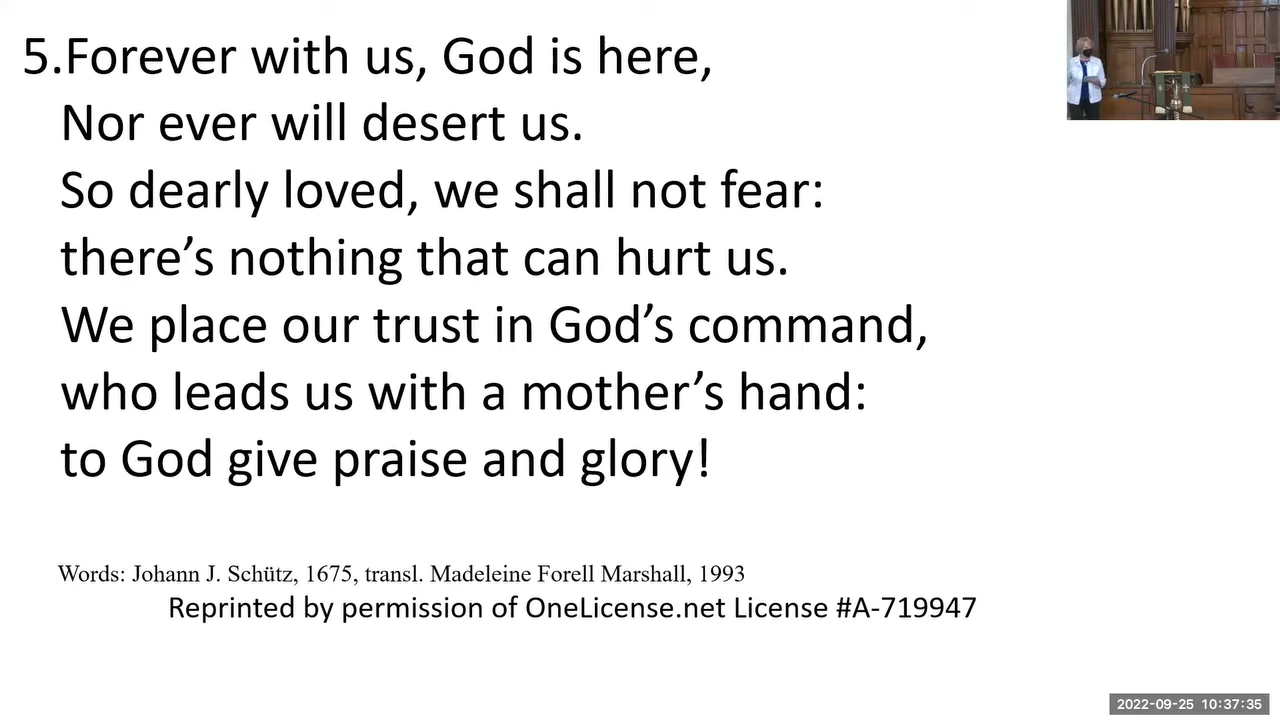 5.Forever with us, God is here,
Nor ever will desert us.
So dearly loved, we shall not fear:
there’s nothing that can hurt us.
We place our trust in God’s command,
who leads us with a mother’s hand:
to God give praise and glory!
Words: Johann J. Schütz, 1675, transl. Madeleine Forell Marshall, 1993
Reprinted by permission of OneLicense.net License #A-719947
2022-09-25 10:37:35